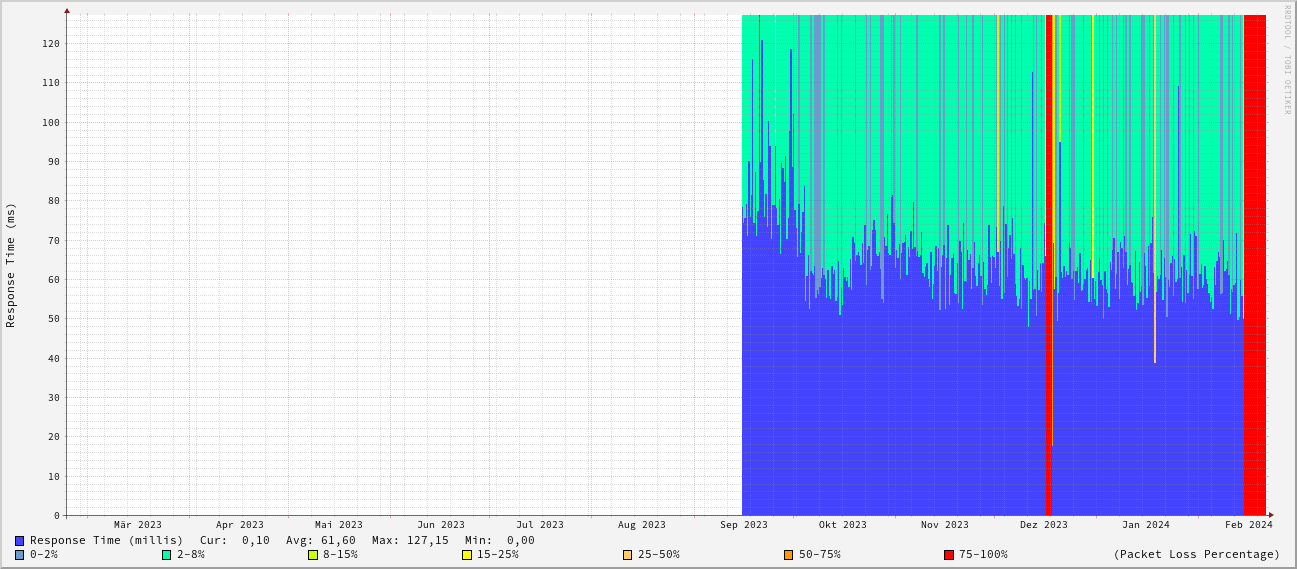 RRDTOOL / TOBI OETIKER
Response Time (ms)
120
110
100
90
80
70
60
50
40
30
20
10
0
Mär 2023 Apr 2023 Mai 2023 Jun 2023 Jul 2023 Aug 2023 Sep 2023 Okt 2023 Nov 2023 Dez 2023 Jan 2024 Feb 2024
Response Time (millis) Cur: 0,10 Avg: 61,60 Max: 127,15 Min: 0,00
0-2% 2-8% 8-15% 15-25% 25-50% 50-75% 75-100% (Packet Loss Percentage)